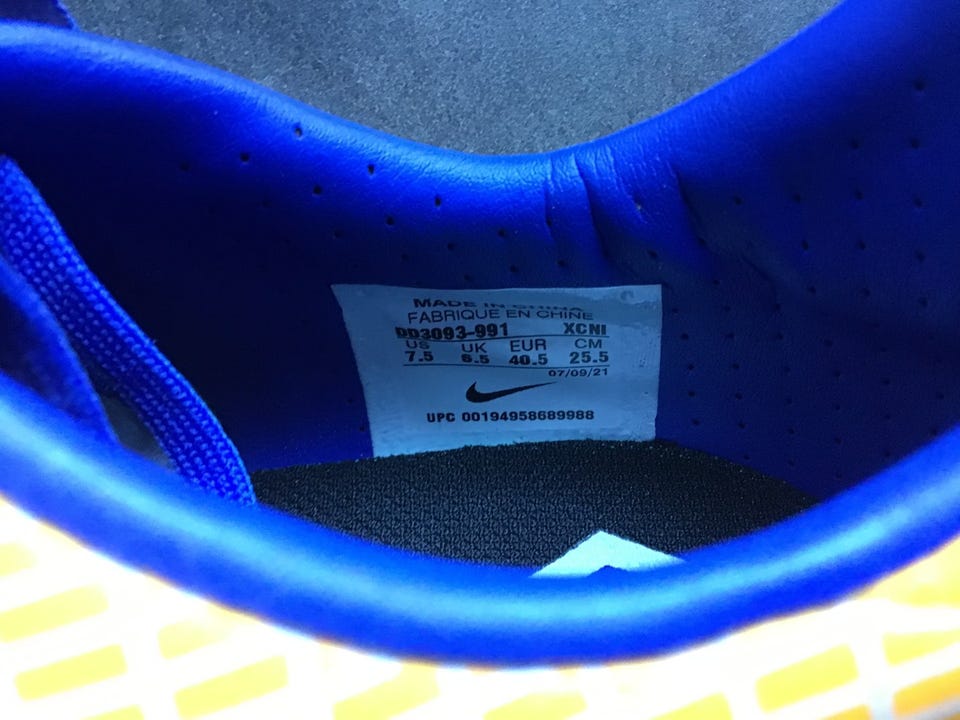 MADE IN CHINA
FABRIQUE EN CHINE
DD3093-991 XCNI
US UK EUR CM
7.5 6.5 40.5 25.5
07/09/21
UPC 00194958689988